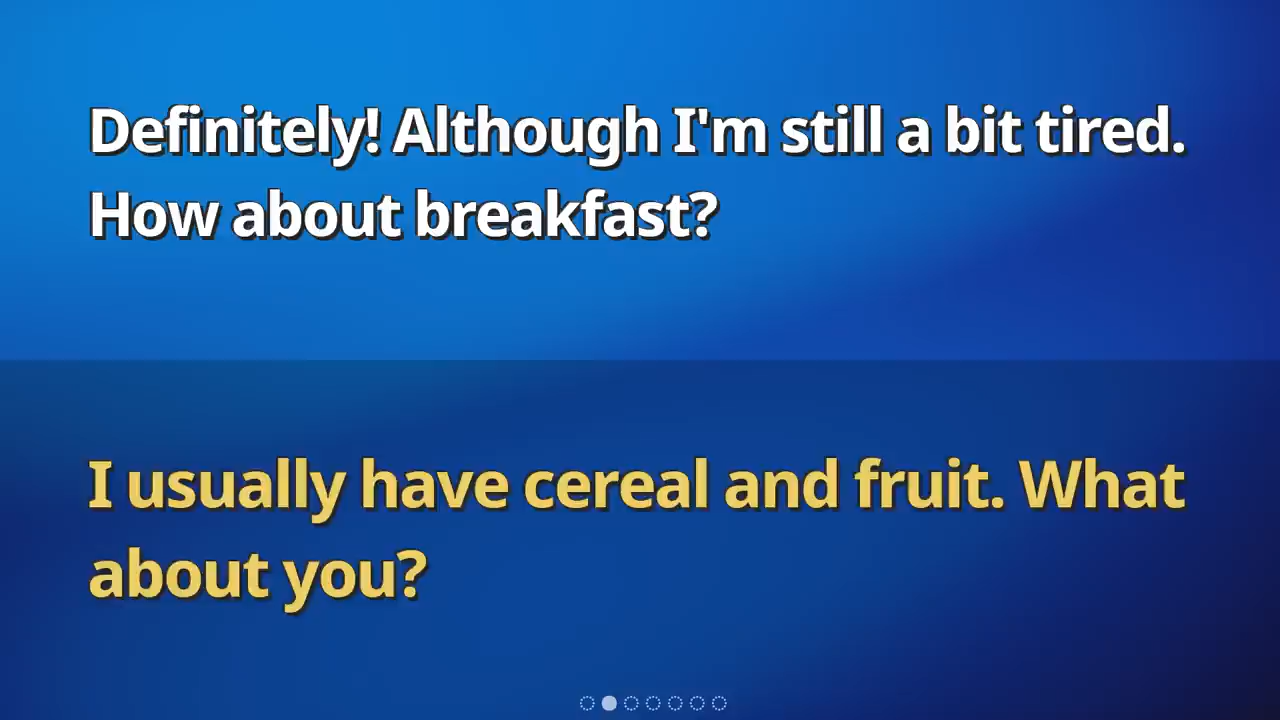 Definitely! Although I'm still a bit tired.
How about breakfast?
I usually have cereal and fruit. What
about you?